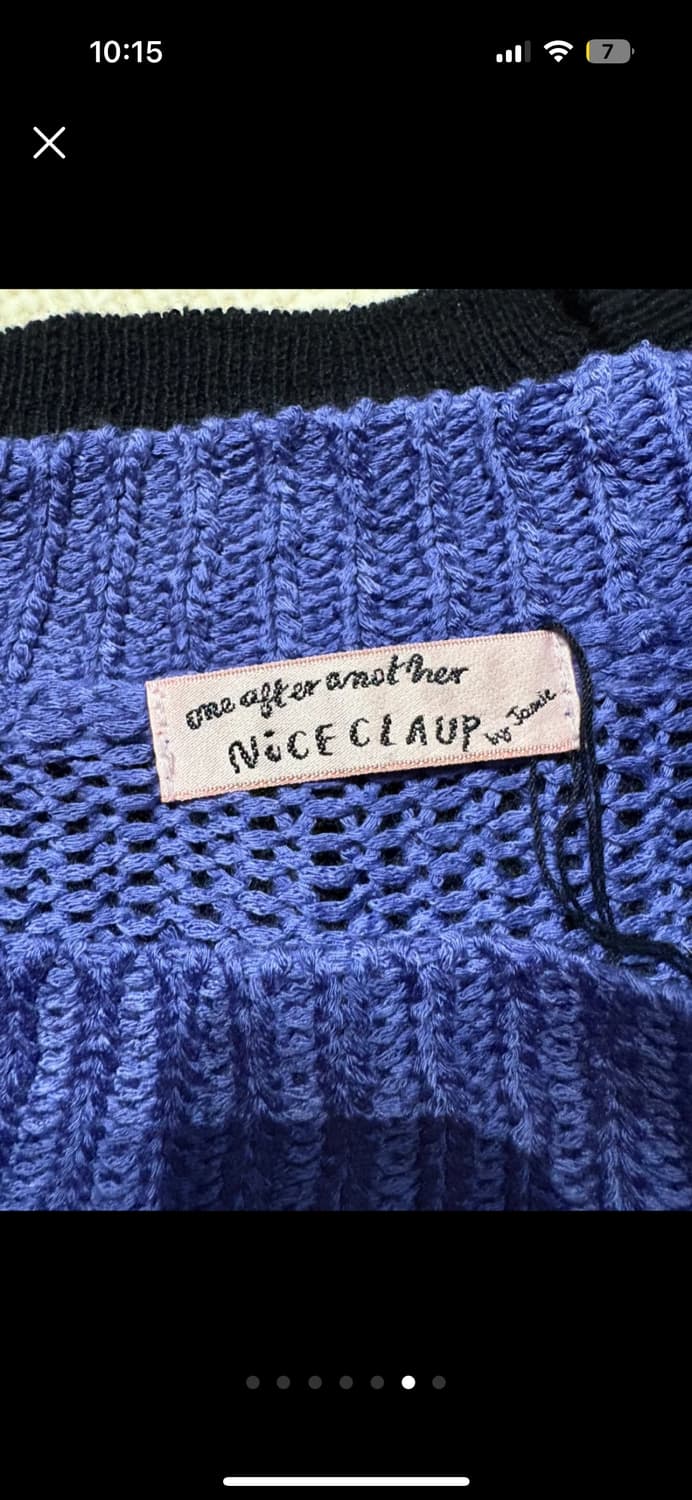 10:15
7
one after another
NiCE CLAUP by Jamie